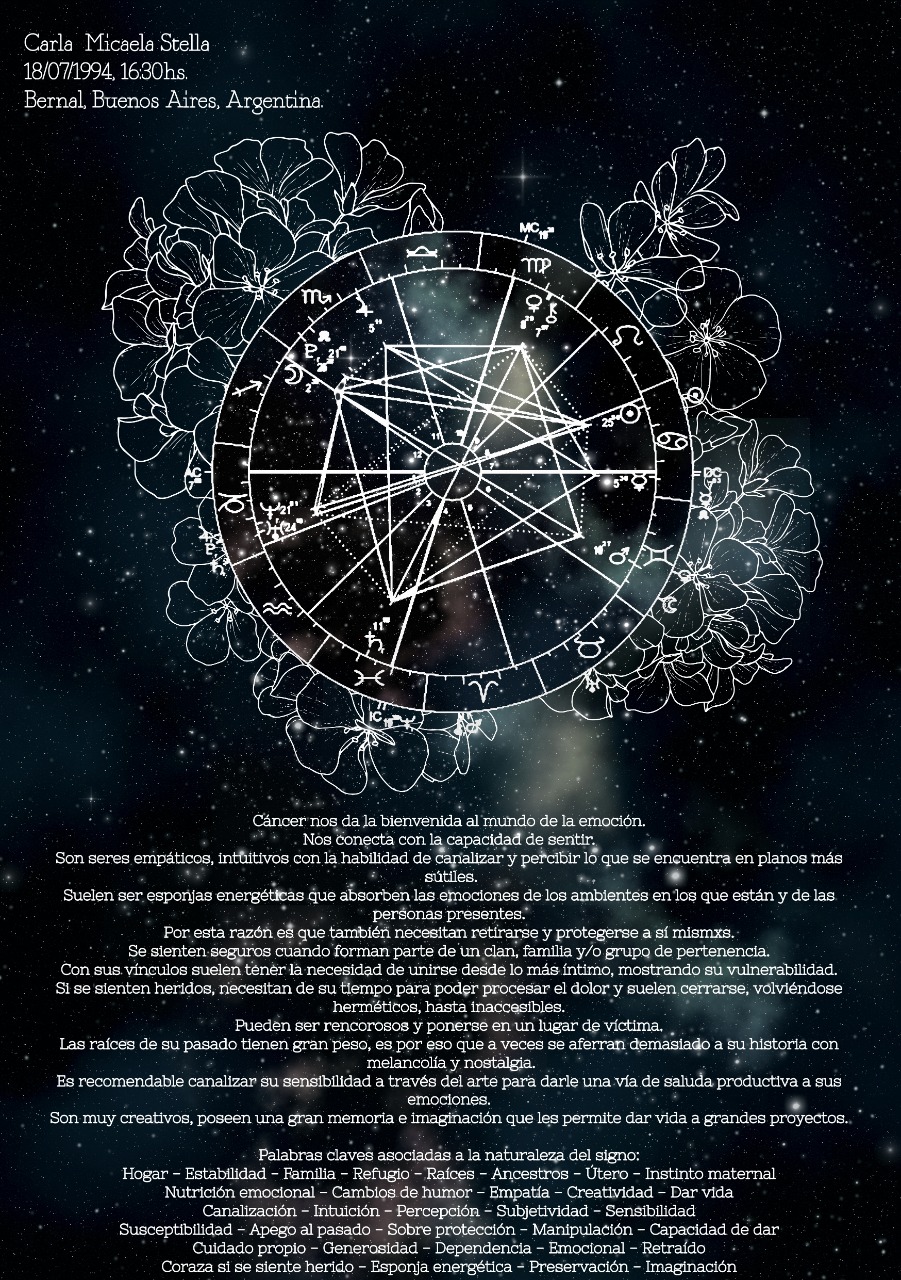 Carla Micaela Stella
18/07/1994, 16:30hs.
Bernal, Buenos Aires, Argentina.
MC
AC
DC
IC
Cáncer nos da la bienvenida al mundo de la emoción.
Nos conecta con la capacidad de sentir.
Son seres empáticos, intuitivos con la habilidad de canalizar y percibir lo que se encuentra en planos más
sútiles.
Suelen ser esponjas energéticas que absorben las emociones de los ambientes en los que están y de las
personas presentes.
Por esta razón es que también necesitan retirarse y protegerse a sí mismxs.
Se sienten seguros cuando forman parte de un clan, familia y/o grupo de pertenencia.
Con sus vínculos suelen tener la necesidad de unirse desde lo más íntimo, mostrando su vulnerabilidad.
Si se sienten heridos, necesitan de su tiempo para poder procesar el dolor y suelen cerrarse, volviéndose
herméticos, hasta inaccesibles.
Pueden ser rencorosos y ponerse en un lugar de víctima.
Las raíces de su pasado tienen gran peso, es por eso que a veces se aferran demasiado a su historia con
melancolía y nostalgia.
Es recomendable canalizar su sensibilidad a través del arte para darle una vía de saluda productiva a sus
emociones.
Son muy creativos, poseen una gran memoria e imaginación que les permite dar vida a grandes proyectos.
Palabras claves asociadas a la naturaleza del signo:
Hogar - Estabilidad - Familia - Refugio - Raíces - Ancestros - Útero - Instinto maternal
Nutrición emocional - Cambios de humor - Empatía - Creatividad - Dar vida
Canalización - Intuición - Percepción - Subjetividad - Sensibilidad
Susceptibilidad - Apego al pasado - Sobre protección - Manipulación - Capacidad de dar
Cuidado propio - Generosidad - Dependencia - Emocional - Retraído
Coraza si se siente herido - Esponja energética - Preservación - Imaginación